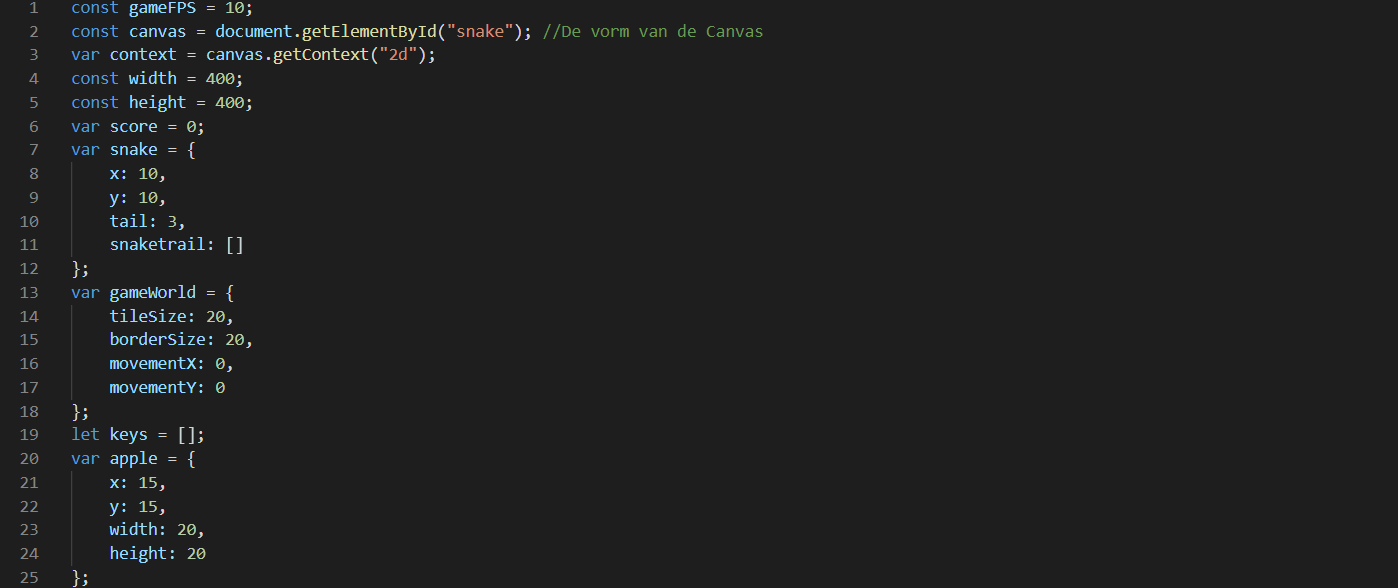 1 const gameFPS = 10;
2 const canvas = document.getElementById("snake"); //De vorm van de Canvas
3 var context = canvas.getContext("2d");
4 const width = 400;
5 const height = 400;
6 var score = 0;
7 var snake = {
8     x: 10,
9     y: 10,
10     tail: 3,
11     snaketrail: []
12 };
13 var gameWorld = {
14     tileSize: 20,
15     borderSize: 20,
16     movementX: 0,
17     movementY: 0
18 };
19 let keys = [];
20 var apple = {
21     x: 15,
22     y: 15,
23     width: 20,
24     height: 20
25 };